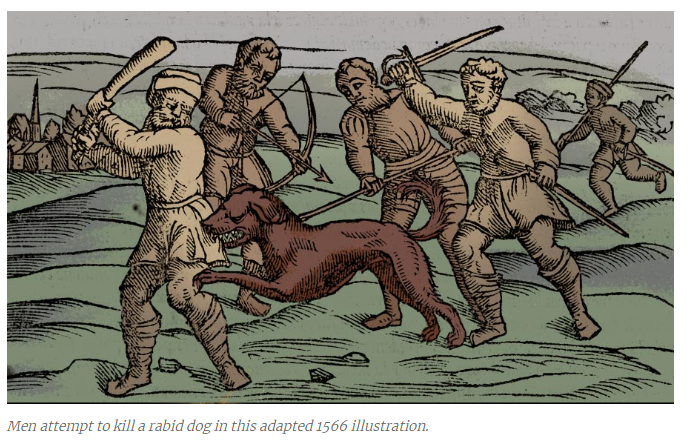 Men attempt to kill a rabid dog in this adapted 1566 illustration.